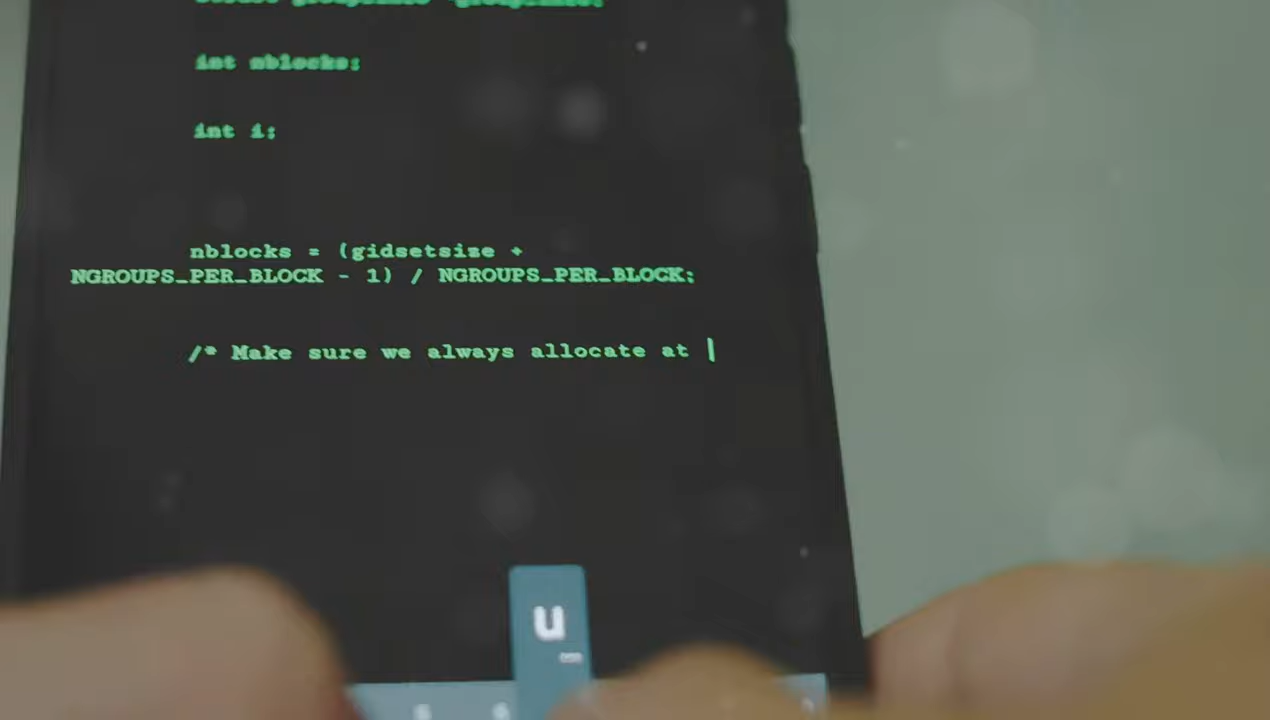 int nblocks;
int i;
nblocks = (gidsetsize +
NGROUPS_PER_BLOCK - 1) / NGROUPS_PER_BLOCK;
/* Make sure we always allocate at
u